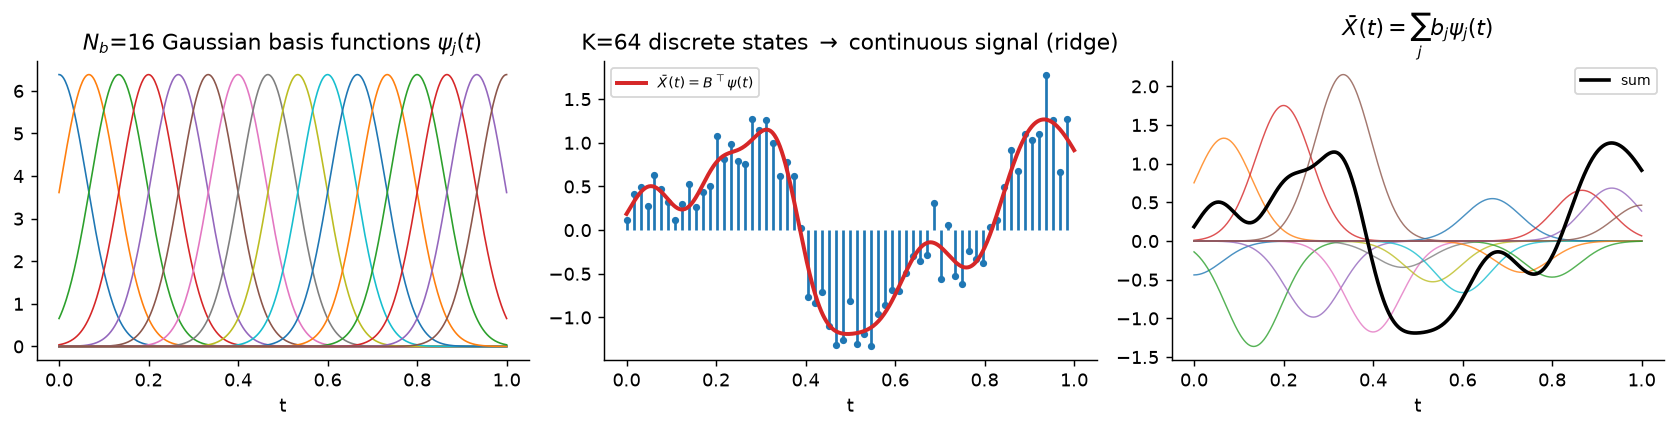 N_b=16 Gaussian basis functions ψ_j(t)
6
5
4
3
2
1
0
0.0 0.2 0.4 0.6 0.8 1.0
t
K=64 discrete states → continuous signal (ridge)
X̄(t) = B^⊤ψ(t)
1.5
1.0
0.5
0.0
−0.5
−1.0
0.0 0.2 0.4 0.6 0.8 1.0
t
X̄(t) = ∑_j b_jψ_j(t)
sum
2.0
1.5
1.0
0.5
0.0
−0.5
−1.0
−1.5
0.0 0.2 0.4 0.6 0.8 1.0
t